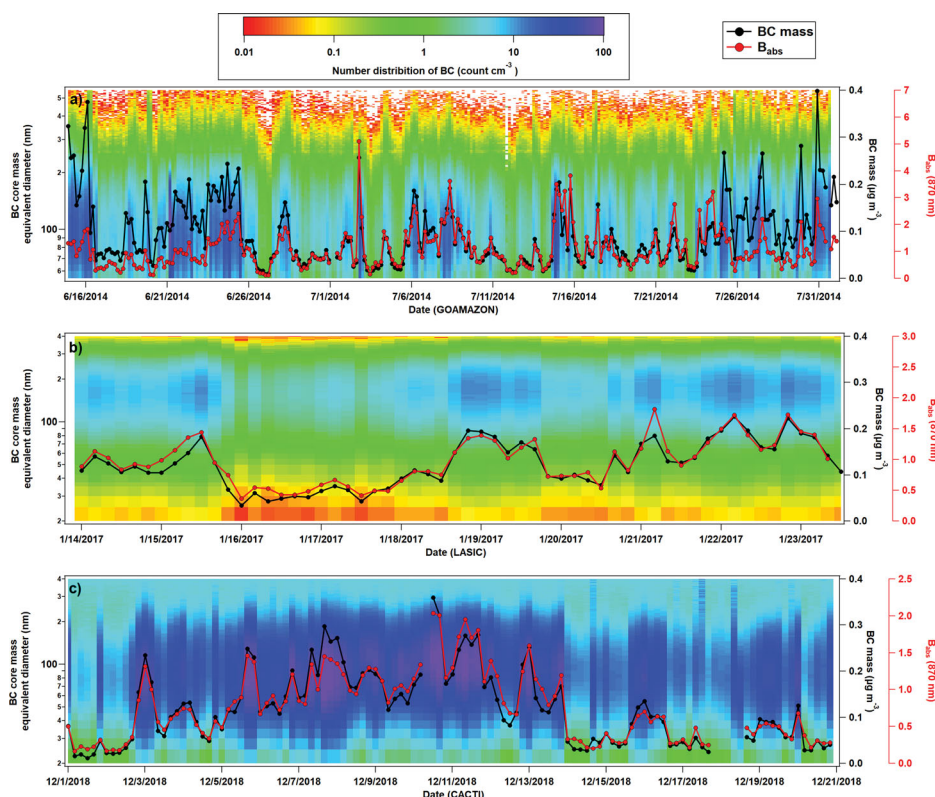 BC mass
B_abs
0.01 0.1 1 10 100
Number distribition of BC (count cm⁻³)
a)
BC core mass
equivalent diameter (nm)
5
4
3
2
100
80
60
0.4
0.3
0.2
0.1
0.0
BC mass (µg m⁻³)
7
6
5
4
3
2
1
0
B_abs (870 nm)
6/16/2014 6/21/2014 6/26/2014 7/1/2014 7/6/2014 7/11/2014 7/16/2014 7/21/2014 7/26/2014 7/31/2014
Date (GOAMAZON)
b)
BC core mass
equivalent diameter (nm)
4
3
2
100
8
7
6
5
4
3
2
0.4
0.3
0.2
0.1
0.0
BC mass (µg m⁻³)
3.0
2.5
2.0
1.5
1.0
0.5
0.0
B_abs (870 nm)
1/14/2017 1/15/2017 1/16/2017 1/17/2017 1/18/2017 1/19/2017 1/20/2017 1/21/2017 1/22/2017 1/23/2017
Date (LASIC)
c)
BC core mass
equivalent diameter (nm)
4
3
2
100
8
7
6
5
4
3
2
0.4
0.3
0.2
0.1
0.0
BC mass (µg m⁻³)
2.5
2.0
1.5
1.0
0.5
0.0
B_abs (870 nm)
12/1/2018 12/3/2018 12/5/2018 12/7/2018 12/9/2018 12/11/2018 12/13/2018 12/15/2018 12/17/2018 12/19/2018 12/21/2018
Date (CACTI)